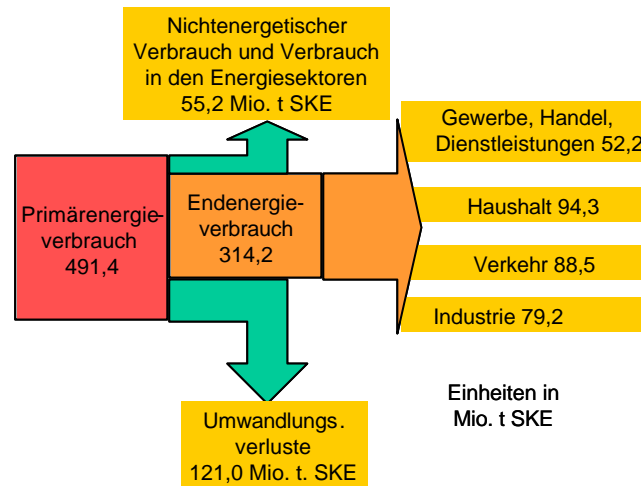 Nichtenergetischer
Verbrauch und Verbrauch
in den Energiesektoren
55,2 Mio. t SKE
Primärenergie-
verbrauch
491,4
Endenergie-
verbrauch
314,2
Gewerbe, Handel,
Dienstleistungen 52,2
Haushalt 94,3
Verkehr 88,5
Industrie 79,2
Umwandlungs.
verluste
121,0 Mio. t. SKE
Einheiten in
Mio. t SKE